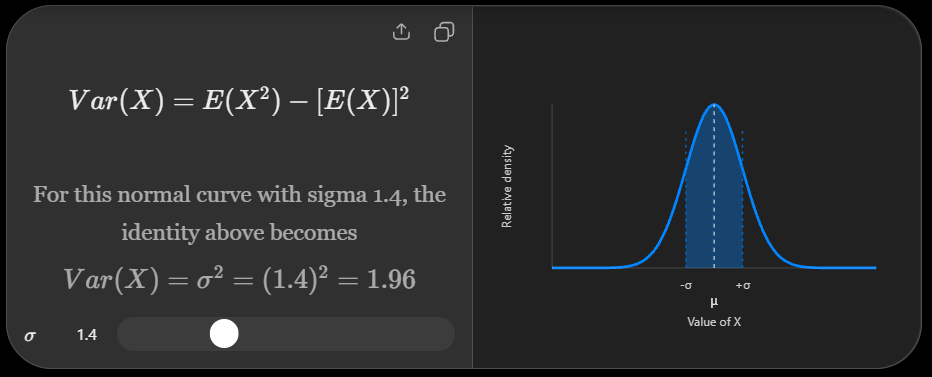 Var(X) = E(X²) − [E(X)]²
For this normal curve with sigma 1.4, the
identity above becomes
Var(X) = σ² = (1.4)² = 1.96
σ 1.4
Relative density
-σ +σ
μ
Value of X